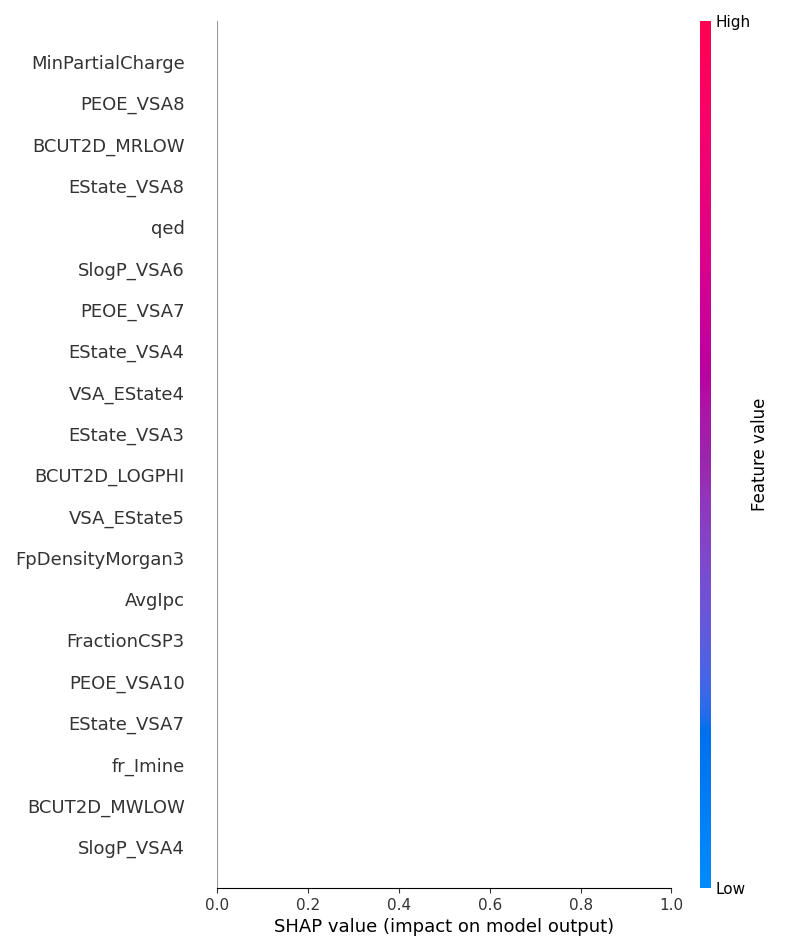 High
MinPartialCharge
PEOE_VSA8
BCUT2D_MRLOW
EState_VSA8
qed
SlogP_VSA6
PEOE_VSA7
EState_VSA4
VSA_EState4
EState_VSA3
BCUT2D_LOGPHI
VSA_EState5
FpDensityMorgan3
AvgIpc
FractionCSP3
PEOE_VSA10
EState_VSA7
fr_Imine
BCUT2D_MWLOW
SlogP_VSA4
Feature value
Low
0.0 0.2 0.4 0.6 0.8 1.0
SHAP value (impact on model output)